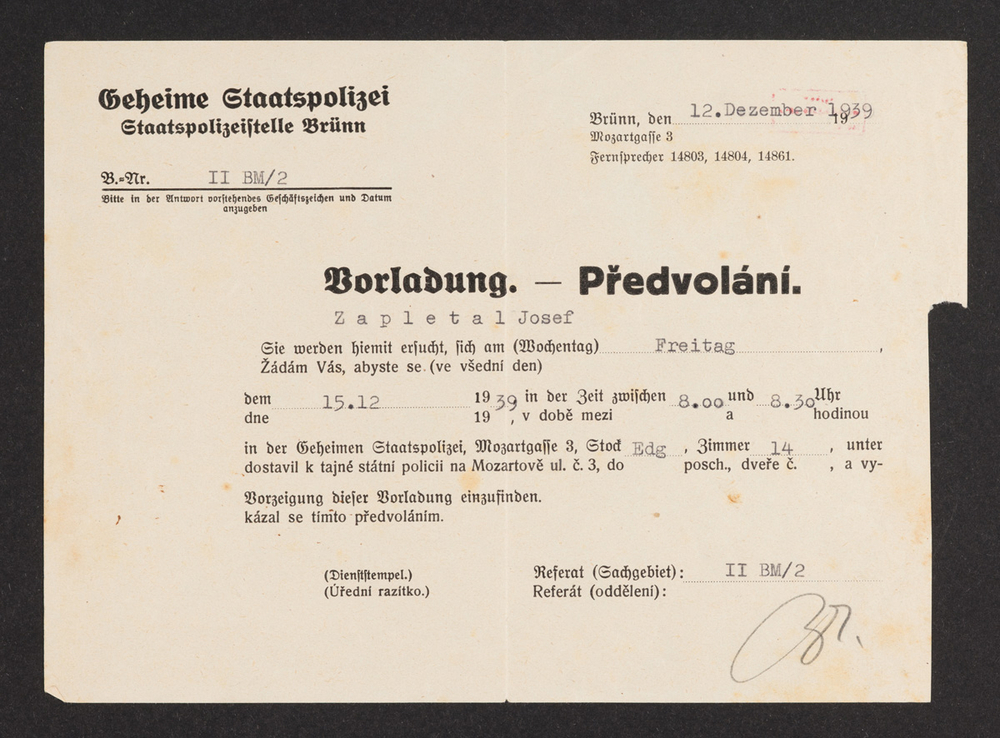 Geheime Staatspolizei
Staatspolizeistelle Brünn
B.=Nr. II BM/2
Bitte in der Antwort vorstehendes Geschäftszeichen und Datum
anzugeben
Brünn, den 12.Dezember 1939 19
Mozartgasse 3
Fernsprecher 14803, 14804, 14861.
Vorladung. — Předvolání.
Z a p l e t a l Josef
Sie werden hiemit ersucht, sich am (Wochentag) Freitag ,
Žádám Vás, abyste se (ve všední den)
dem 15.12 19 39 in der Zeit zwischen 8.00 und 8.30 Uhr
dne 19 , v době mezi a hodinou
in der Geheimen Staatspolizei, Mozartgasse 3, Stock Edg , Zimmer 14 , unter
dostavil k tajné státní policii na Mozartově ul. č. 3, do posch., dveře č. , a vy-
Vorzeigung dieser Vorladung einzufinden.
kázal se tímto předvoláním.
(Dienststempel.)
(Úřední razítko.)
Referat (Sachgebiet): II BM/2
Referát (oddělení):